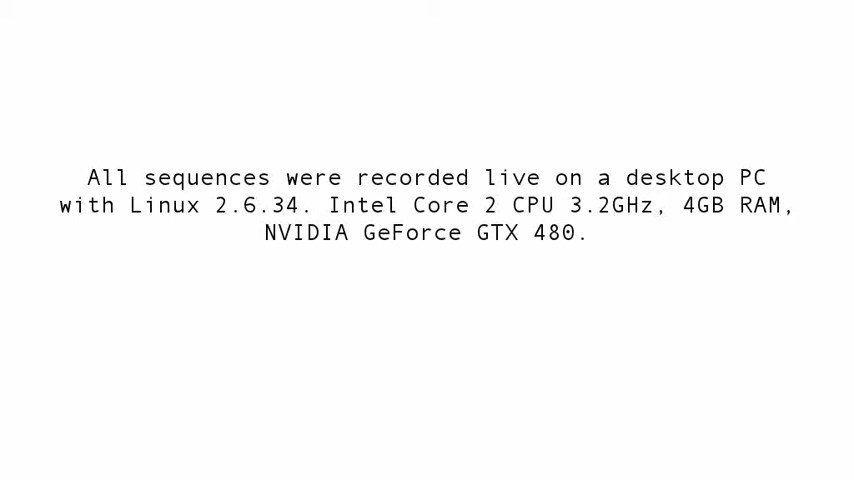 All sequences were recorded live on a desktop PC
with Linux 2.6.34. Intel Core 2 CPU 3.2GHz, 4GB RAM,
NVIDIA GeForce GTX 480.